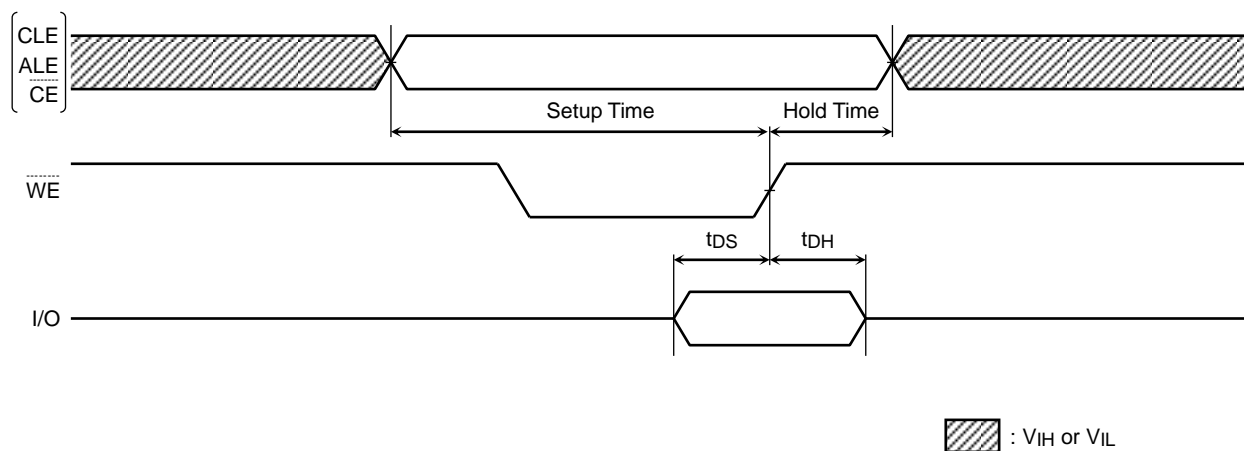 CLE
ALE
CE
Setup Time
Hold Time
WE
tDS
tDH
I/O
: VIH or VIL